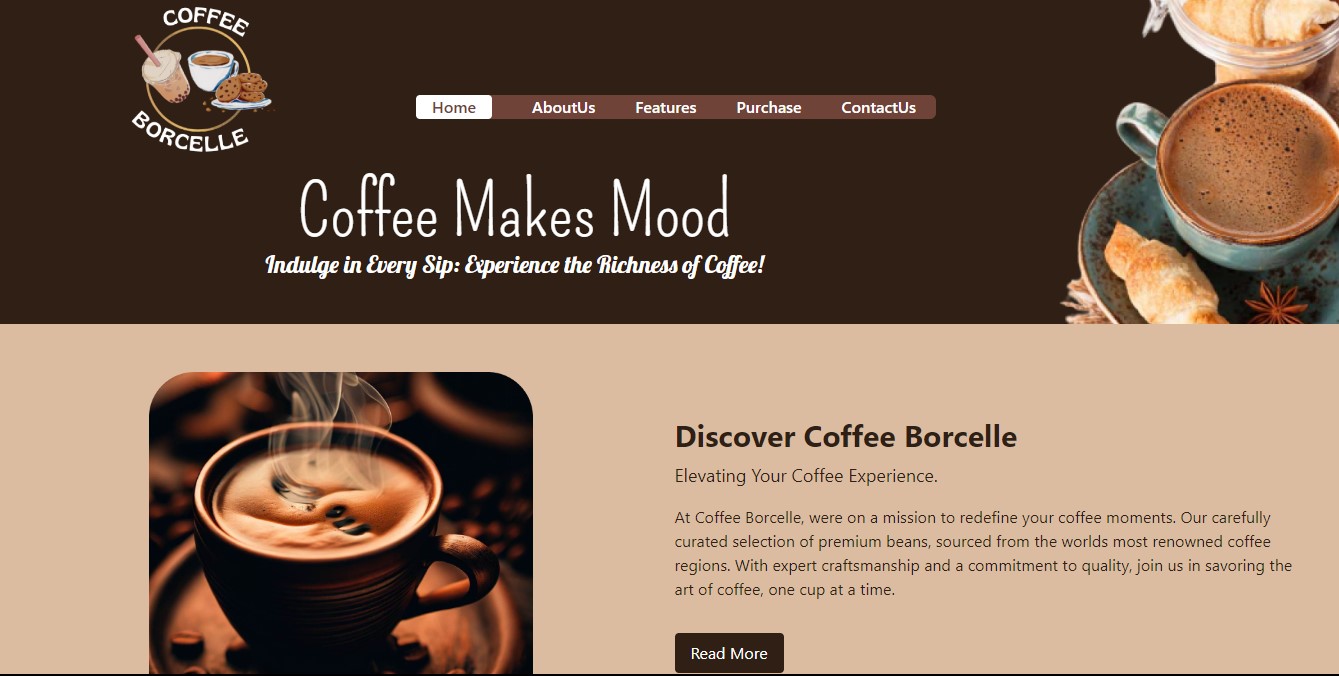 COFFEE
BORCELLE
Home AboutUs Features Purchase ContactUs
Coffee Makes Mood
Indulge in Every Sip: Experience the Richness of Coffee!
Discover Coffee Borcelle
Elevating Your Coffee Experience.
At Coffee Borcelle, were on a mission to redefine your coffee moments. Our carefully
curated selection of premium beans, sourced from the worlds most renowned coffee
regions. With expert craftsmanship and a commitment to quality, join us in savoring the
art of coffee, one cup at a time.
Read More